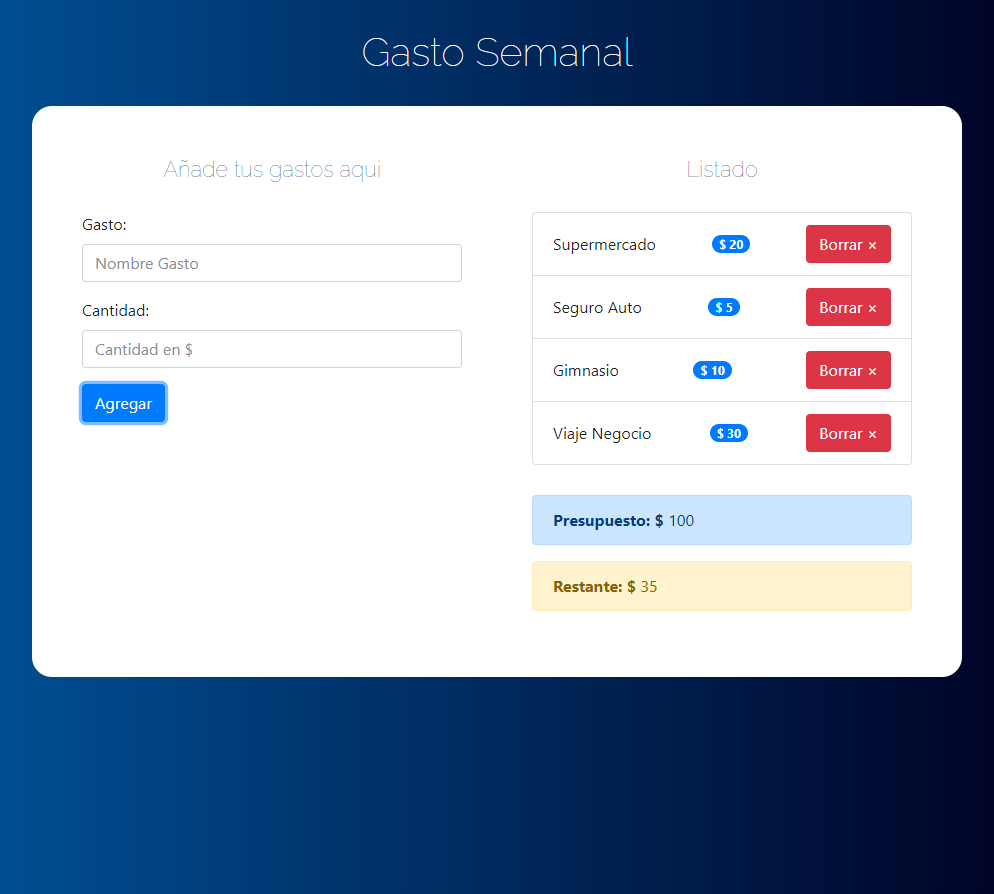 Gasto Semanal
Añade tus gastos aqui
Gasto:
Nombre Gasto
Cantidad:
Cantidad en $
Agregar
Listado
Supermercado $ 20 Borrar ×
Seguro Auto $ 5 Borrar ×
Gimnasio $ 10 Borrar ×
Viaje Negocio $ 30 Borrar ×
Presupuesto: $ 100
Restante: $ 35